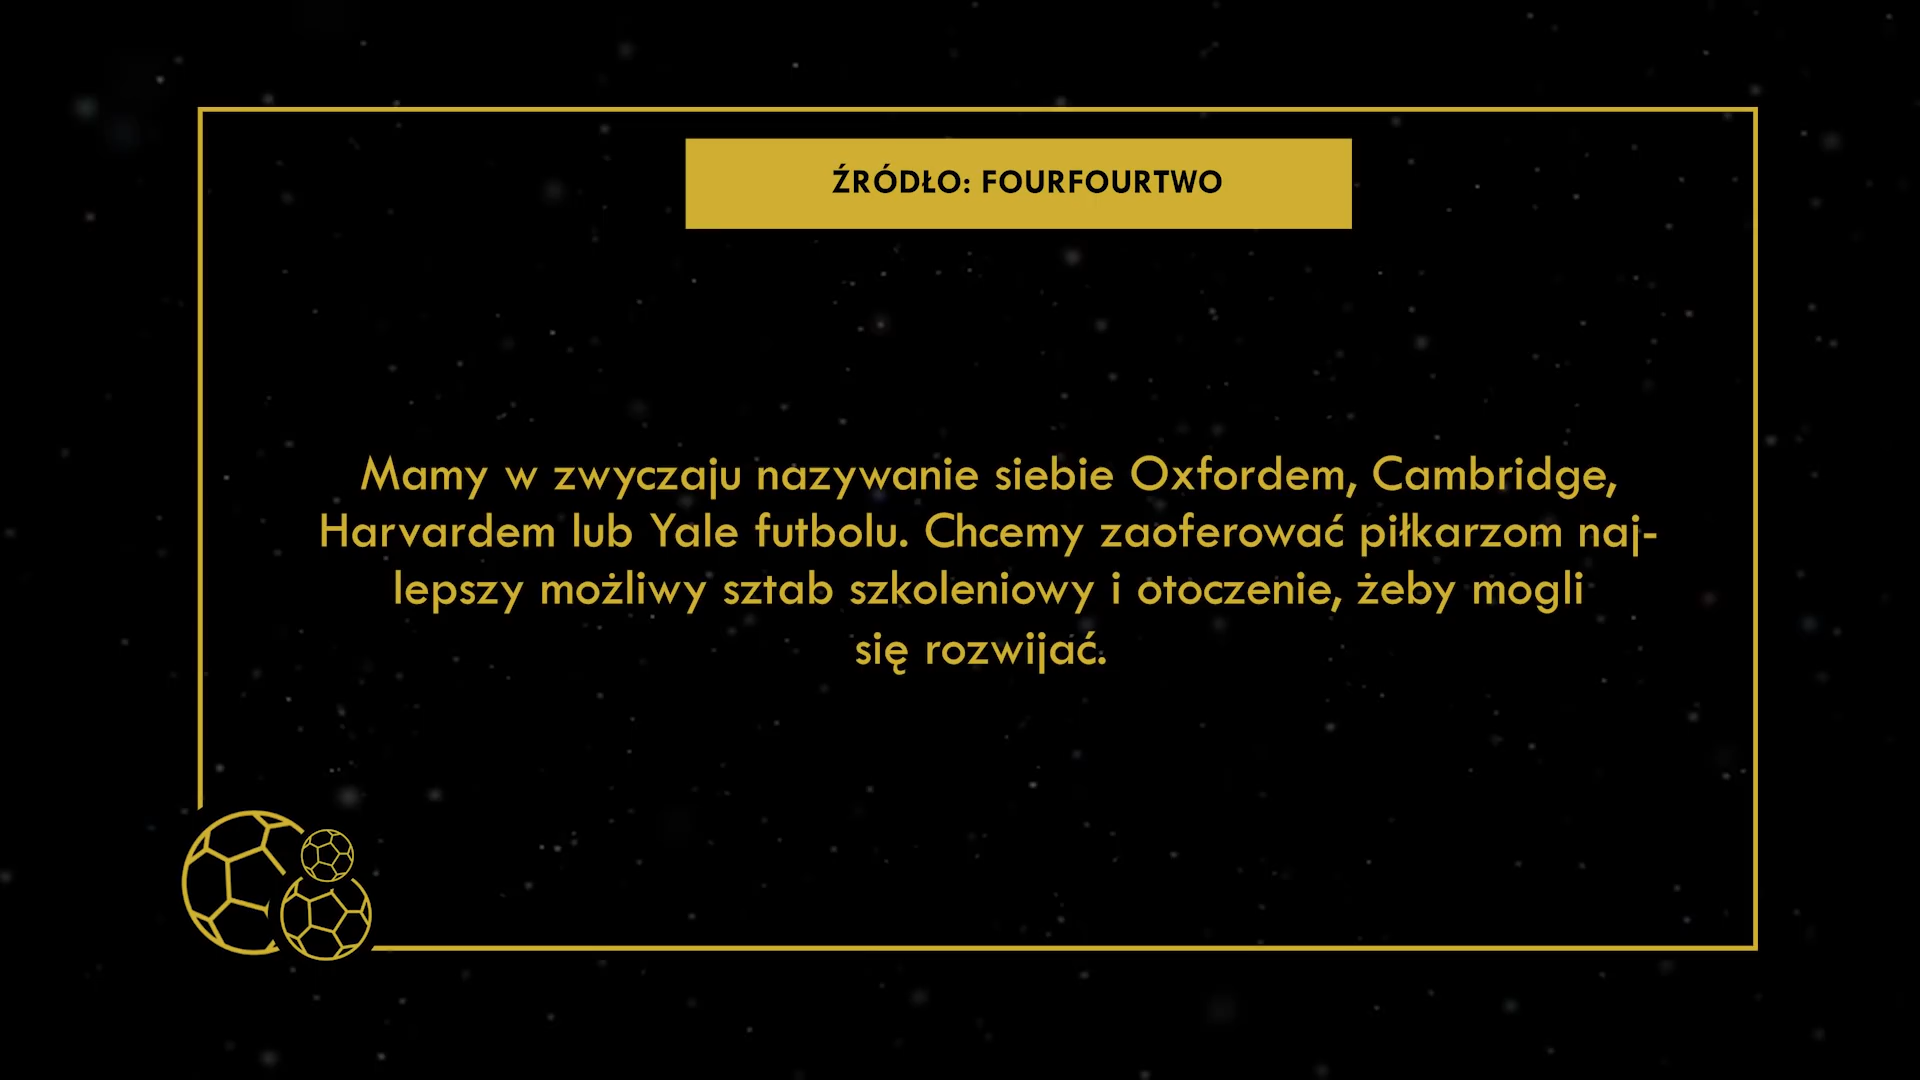 ŹRÓDŁO: FOURFOURTWO
Mamy w zwyczaju nazywanie siebie Oxfordem, Cambridge,
Harvardem lub Yale futbolu. Chcemy zaoferować piłkarzom naj-
lepszy możliwy sztab szkoleniowy i otoczenie, żeby mogli
się rozwijać.